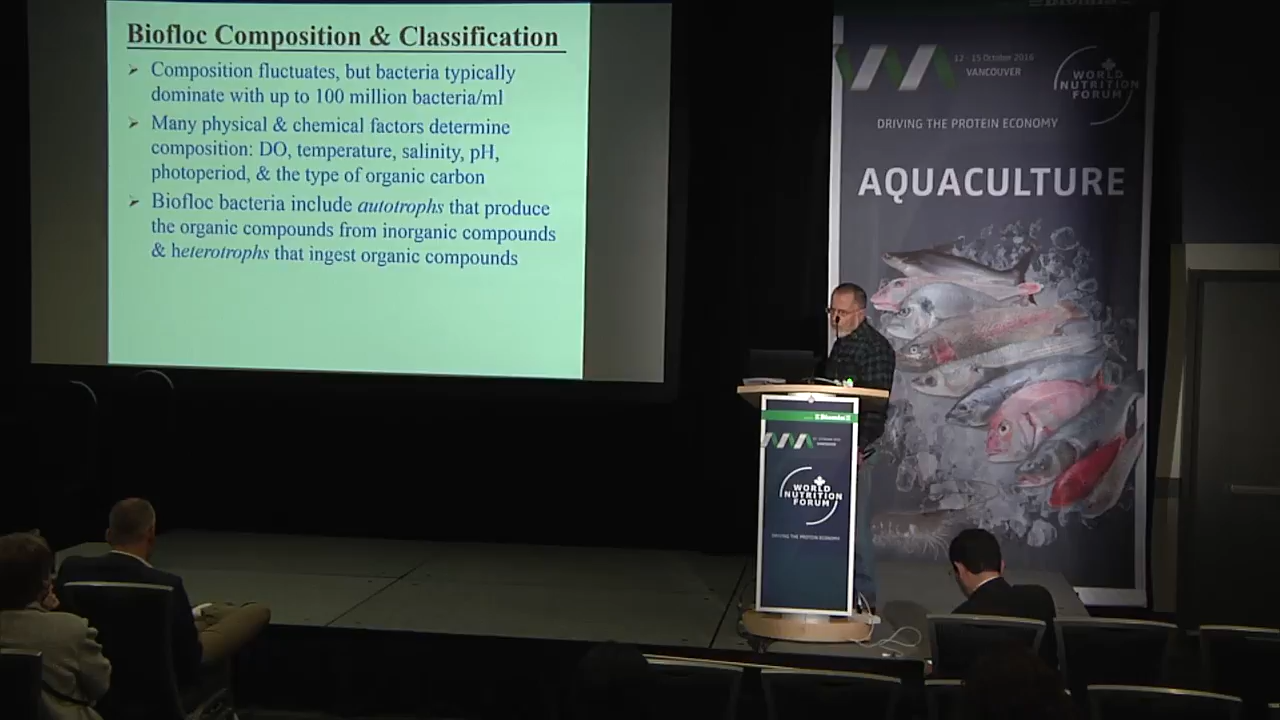 Biofloc Composition & Classification
Composition fluctuates, but bacteria typically
dominate with up to 100 million bacteria/ml
Many physical & chemical factors determine
composition: DO, temperature, salinity, pH,
photoperiod, & the type of organic carbon
Biofloc bacteria include autotrophs that produce
the organic compounds from inorganic compounds
& heterotrophs that ingest organic compounds
12 - 15 October 2016
VANCOUVER
WORLD
NUTRITION
FORUM
DRIVING THE PROTEIN ECONOMY
AQUACULTURE
VANCOUVER
WORLD
NUTRITION
FORUM
DRIVING THE PROTEIN ECONOMY